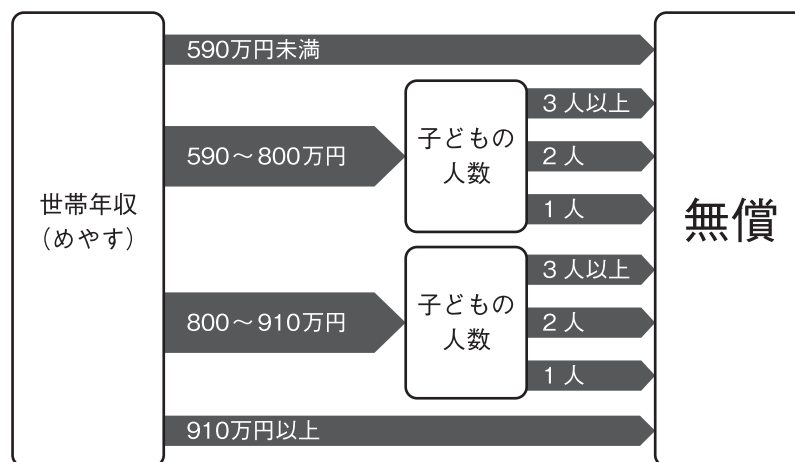 世帯年収
（めやす）
590万円未満
590～800万円
子どもの
人数
3人以上
2人
1人
800～910万円
子どもの
人数
3人以上
2人
1人
910万円以上
無償